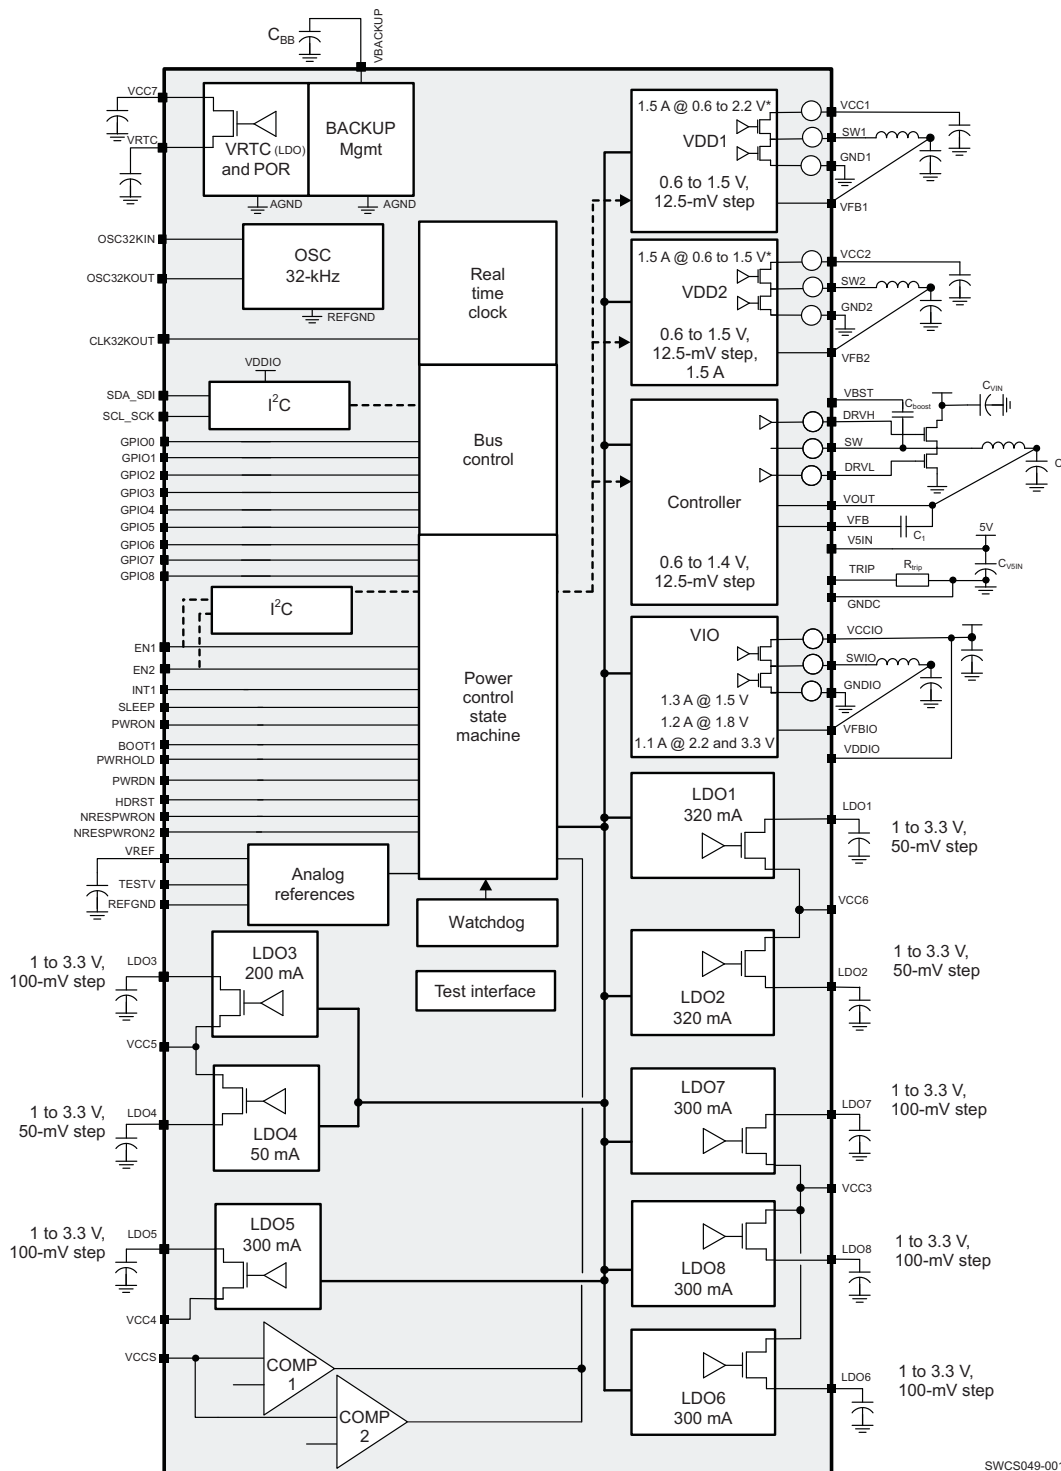 C_BB
VBACKUP
VCC7
VRTC
VRTC (LDO)
and POR
BACKUP
Mgmt
AGND
AGND
OSC32KIN
OSC32KOUT
OSC
32-kHz
REFGND
CLK32KOUT
VDDIO
SDA_SDI
SCL_SCK
I²C
GPIO0
GPIO1
GPIO2
GPIO3
GPIO4
GPIO5
GPIO6
GPIO7
GPIO8
I²C
EN1
EN2
INT1
SLEEP
PWRON
BOOT1
PWRHOLD
PWRDN
HDRST
NRESPWRON
NRESPWRON2
VREF
TESTV
REFGND
Analog
references
Real
time
clock
Bus
control
Power
control
state
machine
Watchdog
Test interface
1 to 3.3 V,
100-mV step
LDO3
LDO3
200 mA
VCC5
1 to 3.3 V,
50-mV step
LDO4
LDO4
50 mA
1 to 3.3 V,
100-mV step
LDO5
LDO5
300 mA
VCC4
VCCS
COMP
1
COMP
2
1.5 A @ 0.6 to 2.2 V*
VDD1
0.6 to 1.5 V,
12.5-mV step
VCC1
SW1
GND1
VFB1
1.5 A @ 0.6 to 1.5 V*
VDD2
0.6 to 1.5 V,
12.5-mV step,
1.5 A
VCC2
SW2
GND2
VFB2
Controller
0.6 to 1.4 V,
12.5-mV step
VBST
C_boost
C_VIN
DRVH
SW
DRVL
C
VOUT
VFB
C_1
V5IN
5V
C_V5IN
TRIP
R_trip
GNDC
VIO
1.3 A @ 1.5 V
1.2 A @ 1.8 V
1.1 A @ 2.2 and 3.3 V
VCCIO
SWIO
GNDIO
VFBIO
VDDIO
LDO1
320 mA
LDO1
1 to 3.3 V,
50-mV step
VCC6
LDO2
320 mA
LDO2
1 to 3.3 V,
50-mV step
LDO7
300 mA
LDO7
1 to 3.3 V,
100-mV step
VCC3
LDO8
300 mA
LDO8
1 to 3.3 V,
100-mV step
LDO6
300 mA
LDO6
1 to 3.3 V,
100-mV step
SWCS049-001